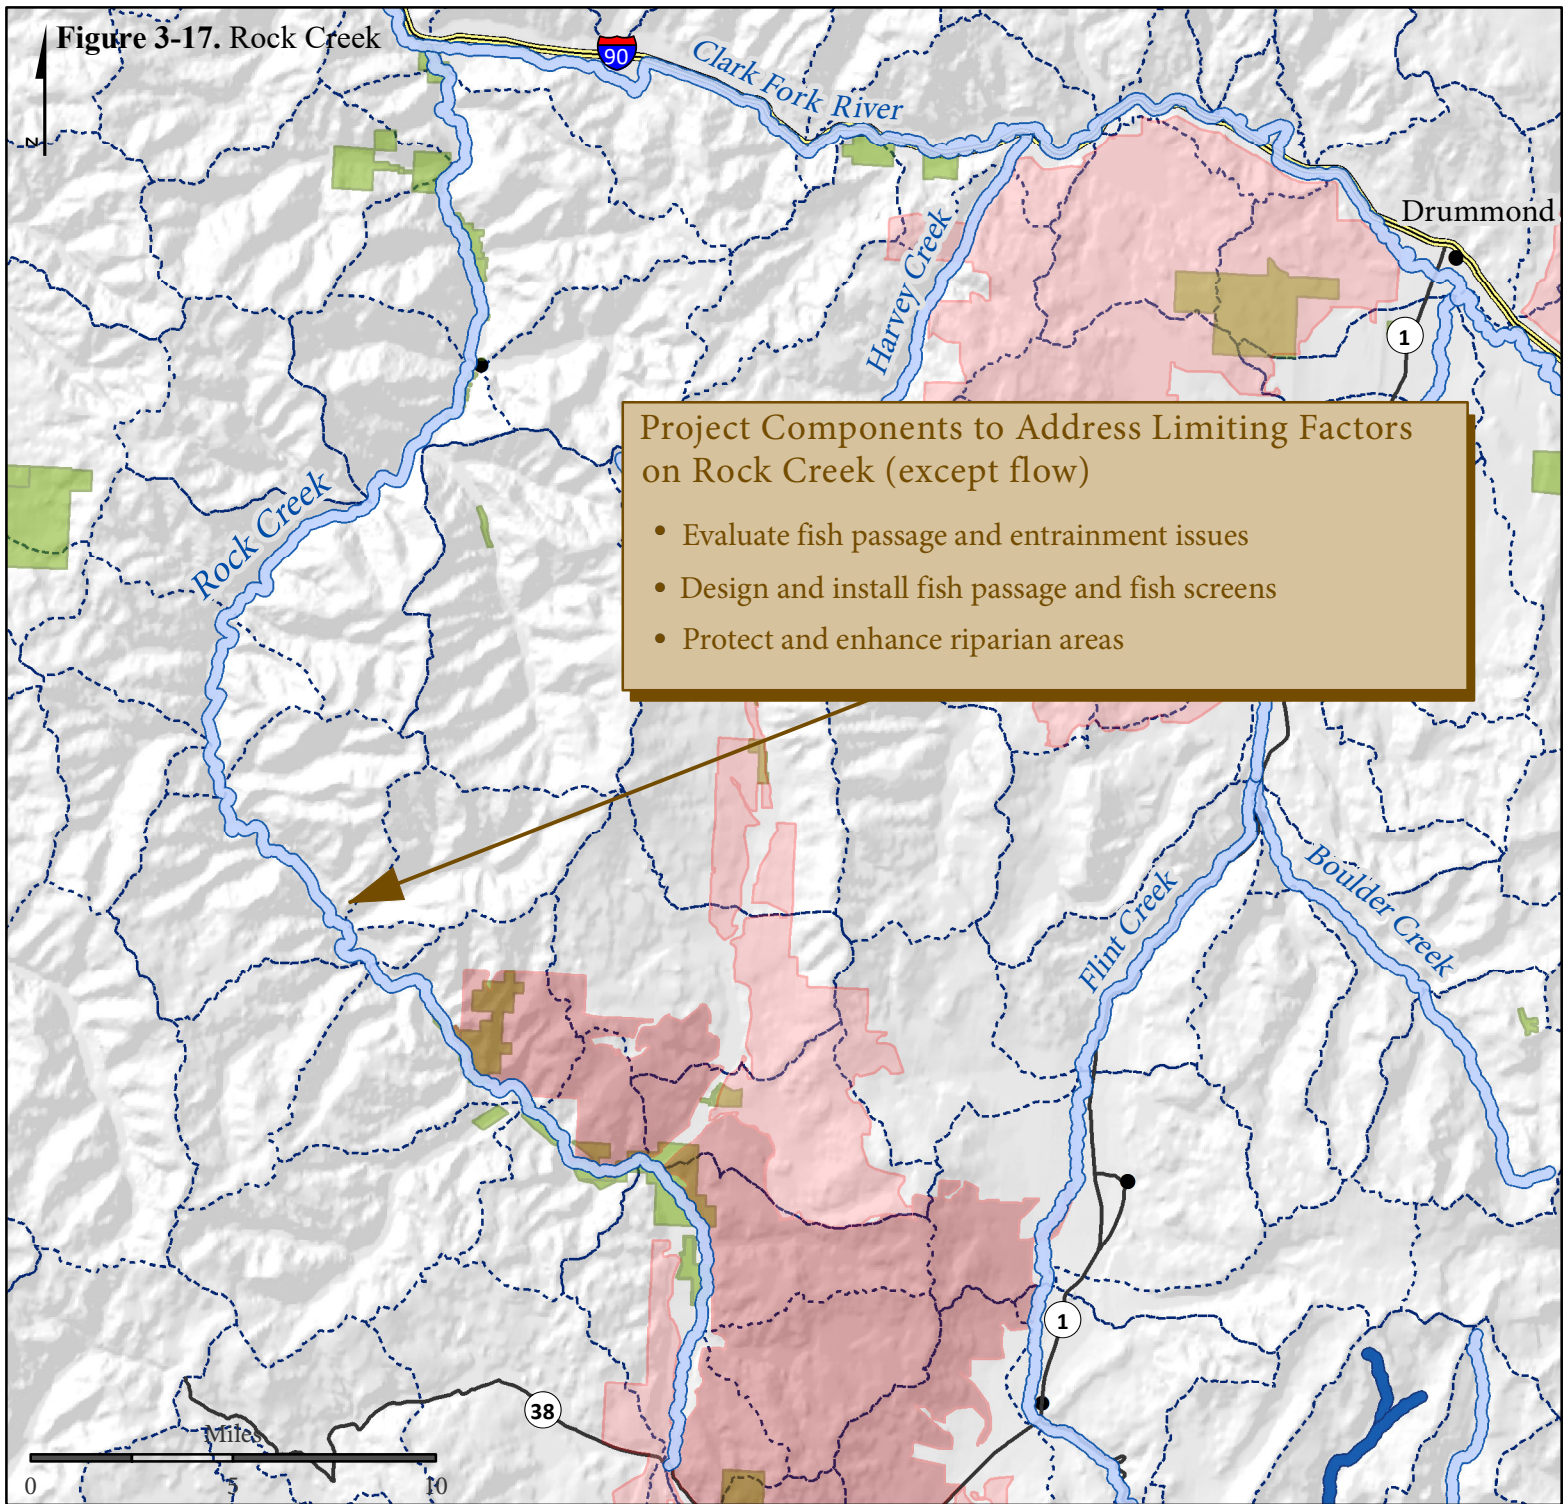 Figure 3-17. Rock Creek
N
90
Clark Fork River
Drummond
Harvey Creek
1
Project Components to Address Limiting Factors
on Rock Creek (except flow)
• Evaluate fish passage and entrainment issues
• Design and install fish passage and fish screens
• Protect and enhance riparian areas
Rock Creek
Flint Creek
Boulder Creek
1
38
Miles
0 5 10